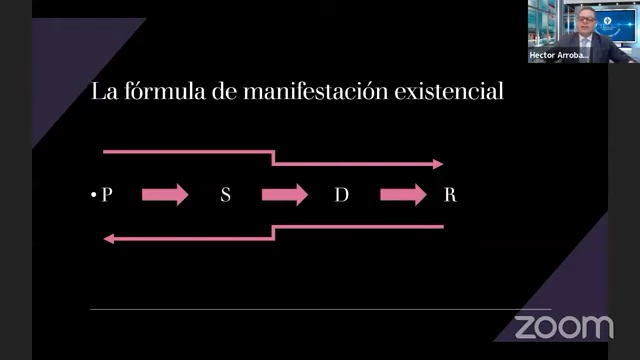 La fórmula de manifestación existencial
• P S D R
Hector Arroba...
zoom